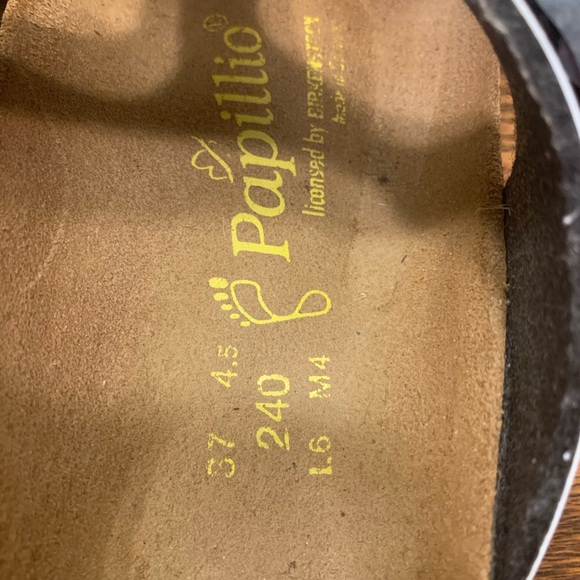 Papillio®
licensed by BIRKENSTOCK
37 4.5
240
L6 M4